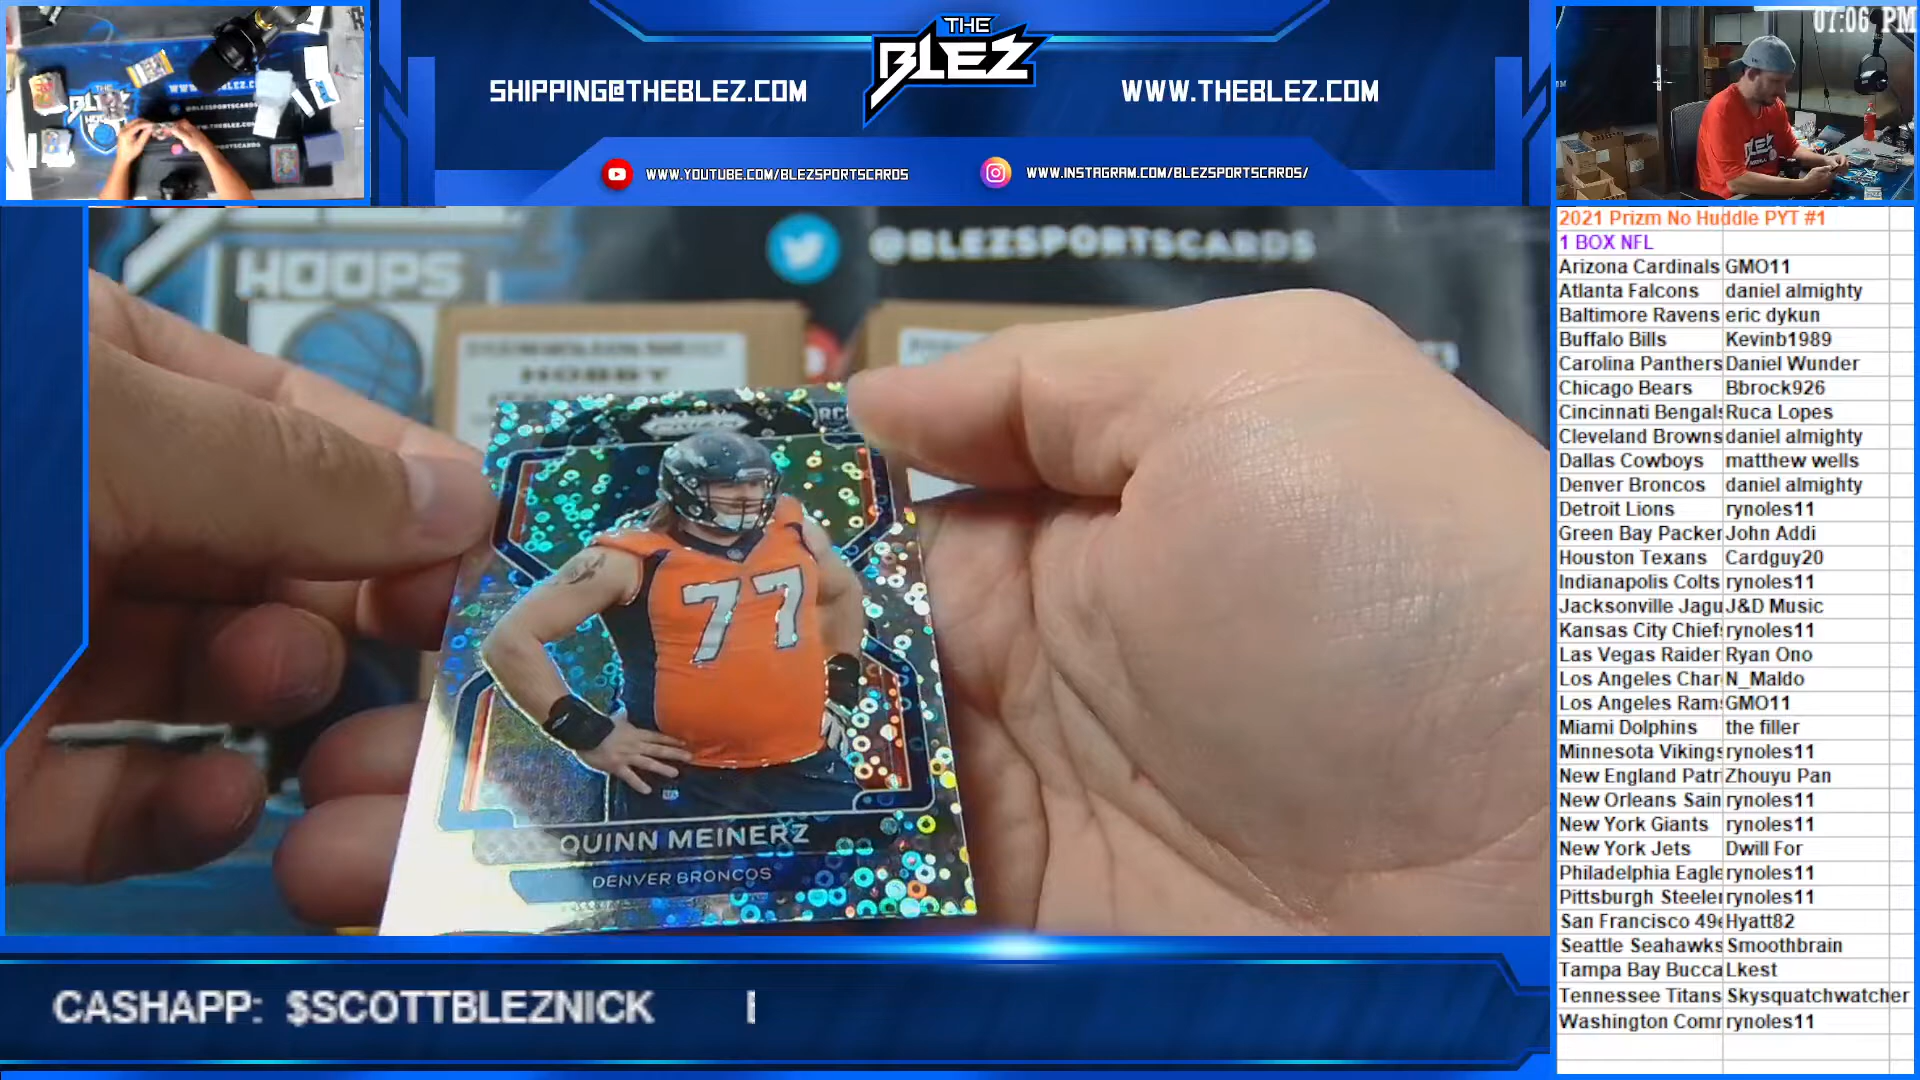 THE
BLEZ
SHIPPING@THEBLEZ.COM
WWW.THEBLEZ.COM
WWW.YOUTUBE.COM/BLEZSPORTSCARDS
WWW.INSTAGRAM.COM/BLEZSPORTSCARDS/
07:06 PM
@BLEZSPORTSCARDS
HOOPS
HOBBY
RC
77
QUINN MEINERZ
DENVER BRONCOS
CASHAPP: $SCOTTBLEZNICK
2021 Prizm No Huddle PYT #1
1 BOX NFL
Arizona Cardinals GMO11
Atlanta Falcons daniel almighty
Baltimore Ravens eric dykun
Buffalo Bills Kevinb1989
Carolina Panthers Daniel Wunder
Chicago Bears Bbrock926
Cincinnati Bengals Ruca Lopes
Cleveland Browns daniel almighty
Dallas Cowboys matthew wells
Denver Broncos daniel almighty
Detroit Lions rynoles11
Green Bay Packer John Addi
Houston Texans Cardguy20
Indianapolis Colts rynoles11
Jacksonville Jagu J&D Music
Kansas City Chiefs rynoles11
Las Vegas Raider Ryan Ono
Los Angeles Char N_Maldo
Los Angeles Rams GMO11
Miami Dolphins the filler
Minnesota Vikings rynoles11
New England Patri Zhouyu Pan
New Orleans Sain rynoles11
New York Giants rynoles11
New York Jets Dwill For
Philadelphia Eagle rynoles11
Pittsburgh Steeler rynoles11
San Francisco 49e Hyatt82
Seattle Seahawks Smoothbrain
Tampa Bay Bucca Lkest
Tennessee Titans Skysquatchwatcher
Washington Comm rynoles11